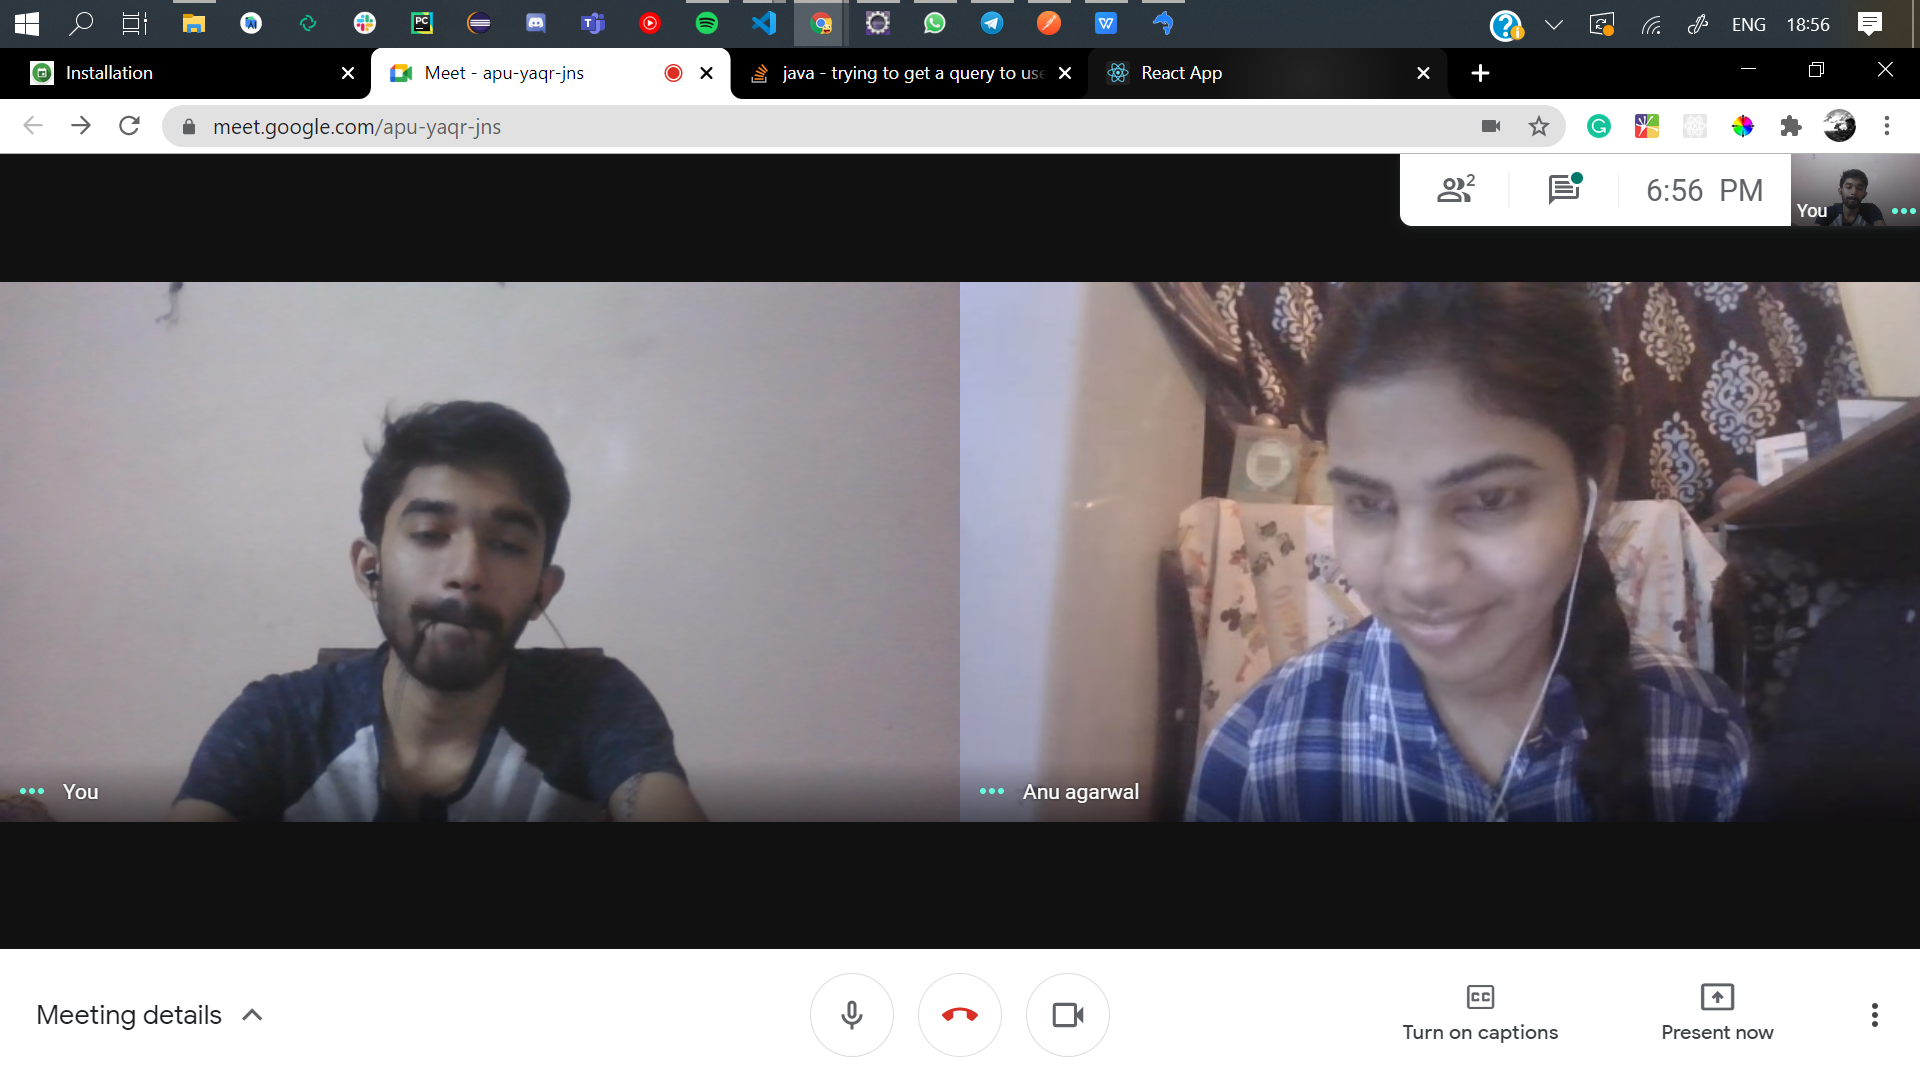 ENG 18:56
Installation
Meet - apu-yaqr-jns
java - trying to get a query to use
React App
meet.google.com/apu-yaqr-jns
2
6:56 PM
You
You
Anu agarwal
Meeting details
CC
Turn on captions
Present now